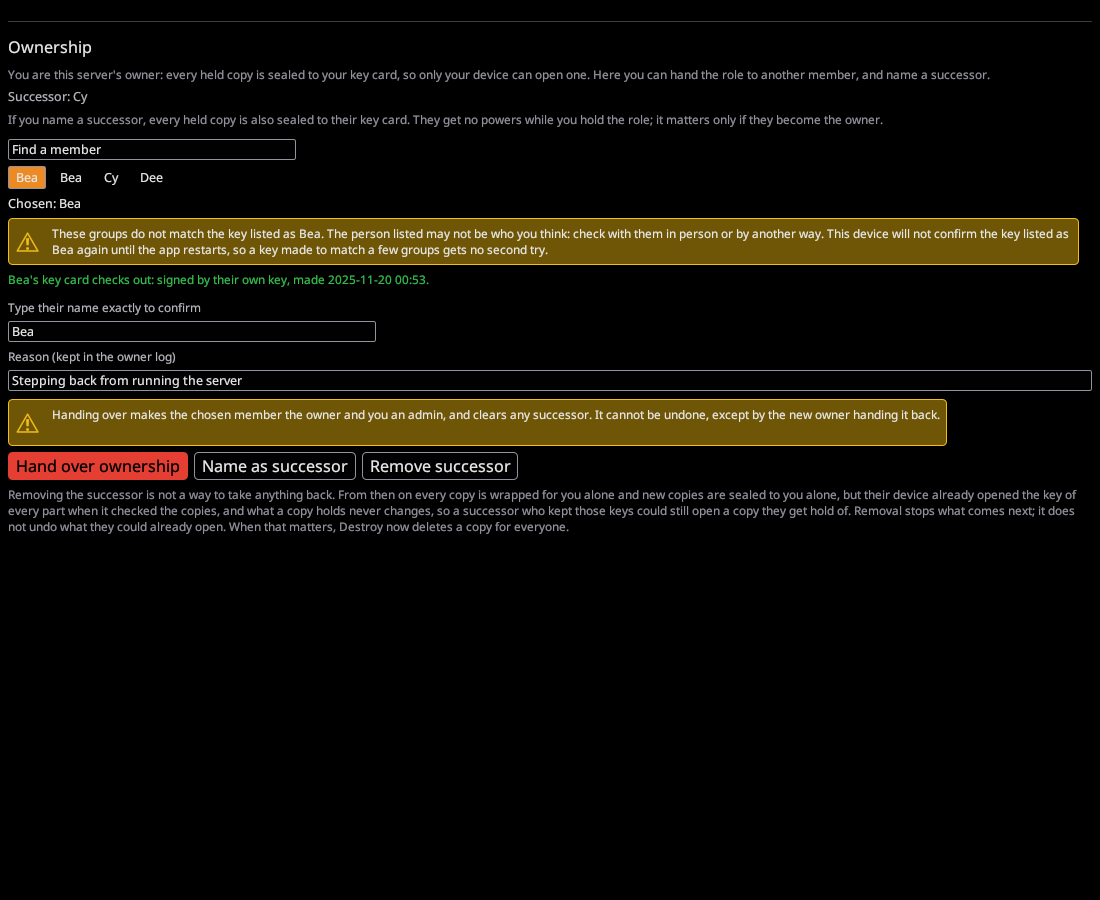 Ownership
You are this server's owner: every held copy is sealed to your key card, so only your device can open one. Here you can hand the role to another member, and name a successor.
Successor: Cy
If you name a successor, every held copy is also sealed to their key card. They get no powers while you hold the role; it matters only if they become the owner.
Find a member
Bea Bea Cy Dee
Chosen: Bea
These groups do not match the key listed as Bea. The person listed may not be who you think: check with them in person or by another way. This device will not confirm the key listed as
Bea again until the app restarts, so a key made to match a few groups gets no second try.
Bea's key card checks out: signed by their own key, made 2025-11-20 00:53.
Type their name exactly to confirm
Bea
Reason (kept in the owner log)
Stepping back from running the server
Handing over makes the chosen member the owner and you an admin, and clears any successor. It cannot be undone, except by the new owner handing it back.
Hand over ownership Name as successor Remove successor
Removing the successor is not a way to take anything back. From then on every copy is wrapped for you alone and new copies are sealed to you alone, but their device already opened the key of
every part when it checked the copies, and what a copy holds never changes, so a successor who kept those keys could still open a copy they get hold of. Removal stops what comes next; it does
not undo what they could already open. When that matters, Destroy now deletes a copy for everyone.